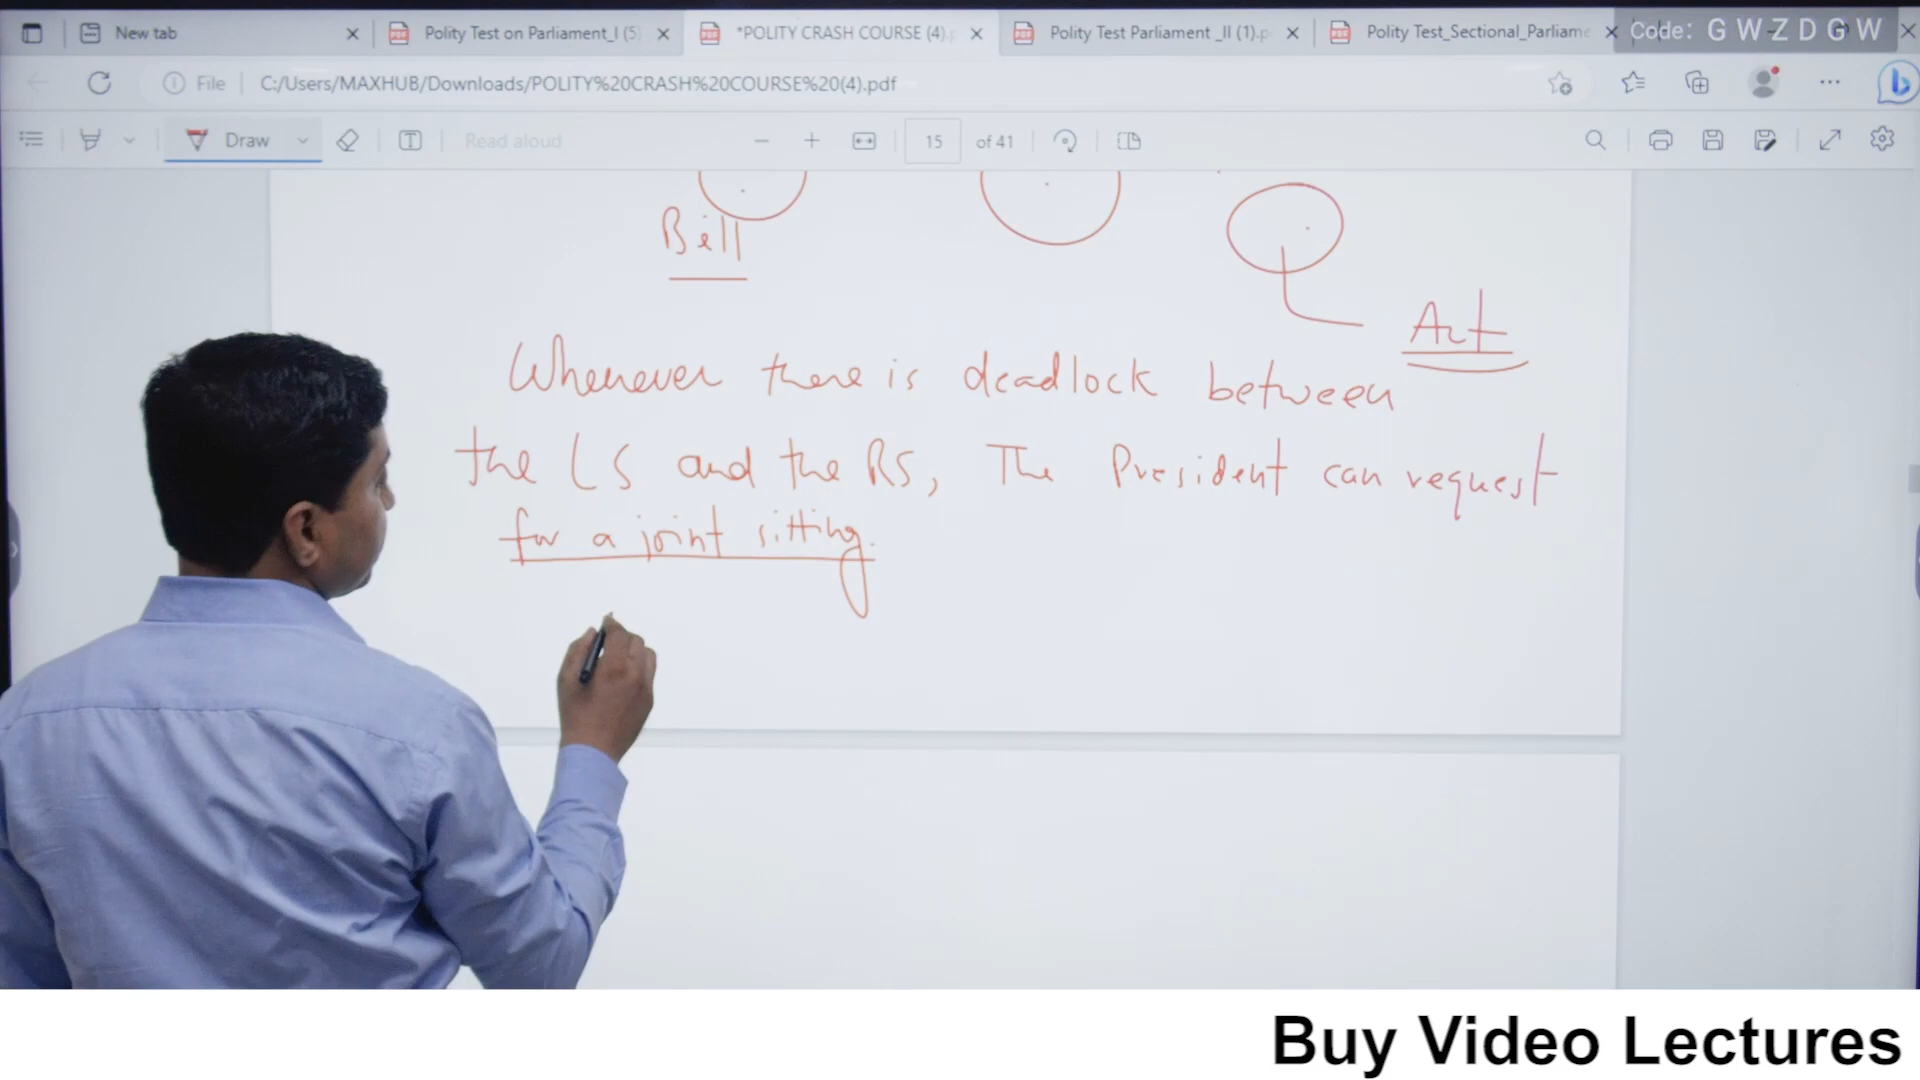 New tab
Polity Test on Parliament_I (5)
*POLITY CRASH COURSE (4).p
Polity Test Parliament _II (1).p
Polity Test_Sectional_Parliame
Code: G W Z D G W
File
C:/Users/MAXHUB/Downloads/POLITY%20CRASH%20COURSE%20(4).pdf
Draw
Read aloud
15 of 41
Bill
Act
Whenever there is deadlock between
the LS and the RS, The President can request
for a joint sitting.
Buy Video Lectures